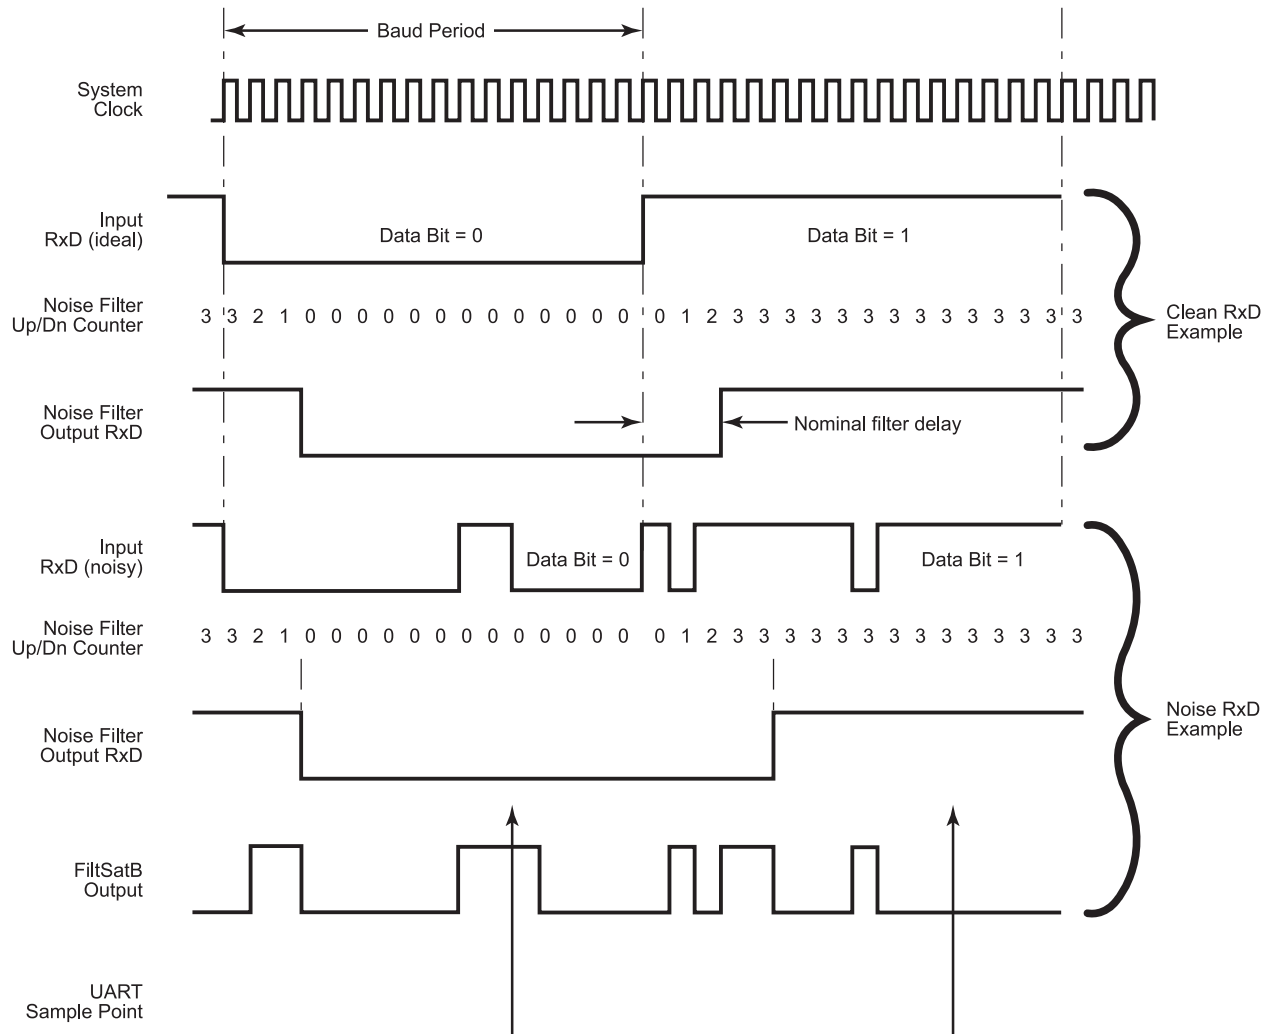 Baud Period
System
Clock
Input
RxD (ideal)
Data Bit = 0
Data Bit = 1
Noise Filter
Up/Dn Counter
3 3 2 1 0 0 0 0 0 0 0 0 0 0 0 0 0 0 1 2 3 3 3 3 3 3 3 3 3 3 3 3 3 3
Clean RxD
Example
Noise Filter
Output RxD
Nominal filter delay
Input
RxD (noisy)
Data Bit = 0
Data Bit = 1
Noise Filter
Up/Dn Counter
3 3 2 1 0 0 0 0 0 0 0 0 0 0 0 0 0 0 1 2 3 3 3 3 3 3 3 3 3 3 3 3 3 3
Noise RxD
Example
Noise Filter
Output RxD
FiltSatB
Output
UART
Sample Point